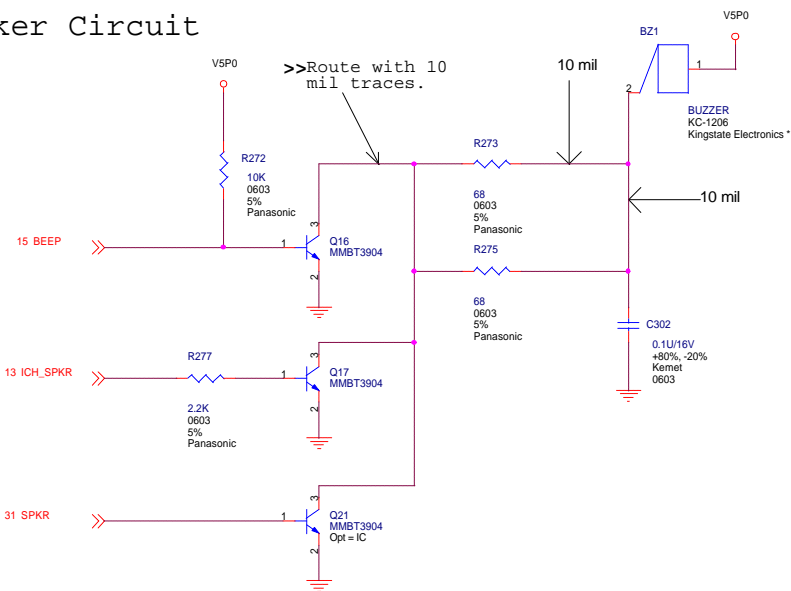 ker Circuit
V5P0
BZ1
1
2
BUZZER
KC-1206
Kingstate Electronics *
V5P0
>>Route with 10
mil traces.
10 mil
R272
10K
0603
5%
Panasonic
R273
68
0603
5%
Panasonic
10 mil
15 BEEP
1
3
2
Q16
MMBT3904
R275
68
0603
5%
Panasonic
C302
0.1U/16V
+80%, -20%
Kemet
0603
13 ICH_SPKR
R277
2.2K
0603
5%
Panasonic
1
3
2
Q17
MMBT3904
31 SPKR
1
3
2
Q21
MMBT3904
Opt = IC